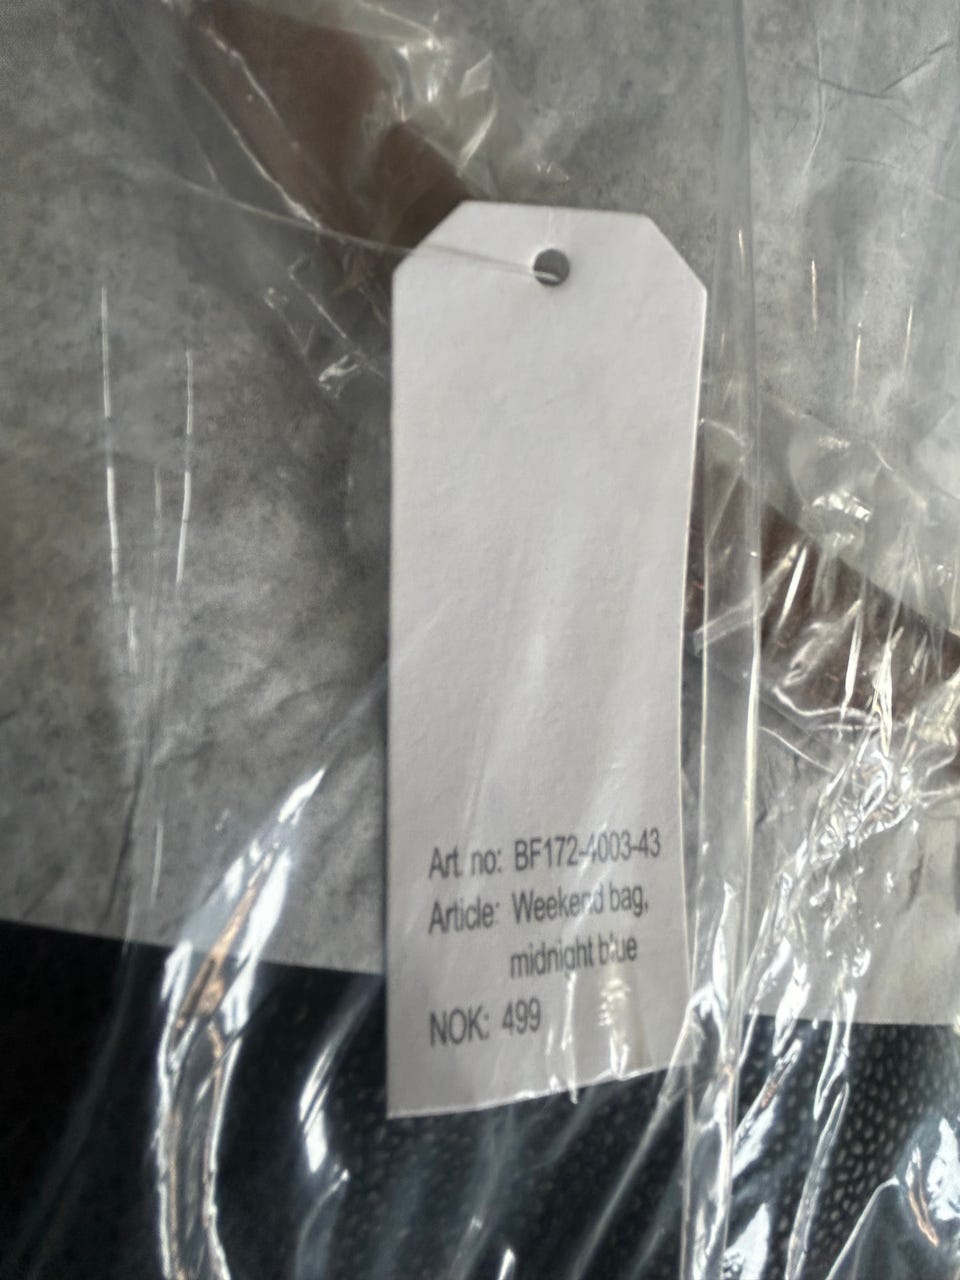 Art. no: BF172-4003-43
Article: Weekend bag,
midnight blue
NOK: 499